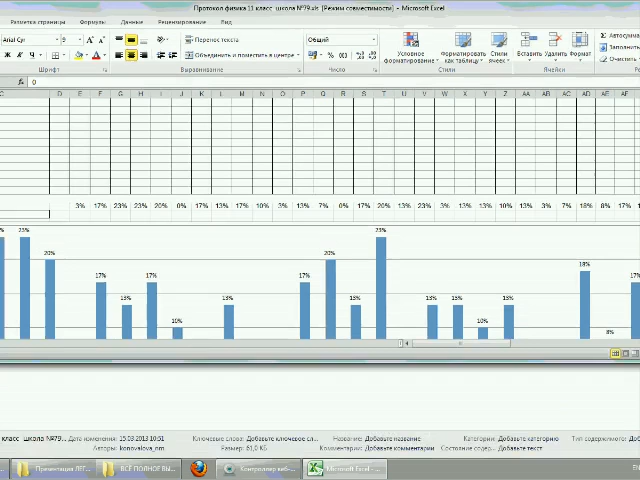 Протокол физика 11 класс школа №79.xls [Режим совместимости] - Microsoft Excel
Разметка страницы Формулы Данные Рецензирование Вид
Arial Cyr 9 Перенос текста Общий
Ж К Ч Объединить и поместить в центре % 000
Условное форматирование Форматировать как таблицу Стили ячеек Вставить Удалить Формат
Автосумма
Заполнить
Очистить
Шрифт Выравнивание Число Стили Ячейки
fx 0
C D E F G H I J K L M N O P Q R S T U V W X Y Z AA AB AC AD AE AF
3% 17% 23% 23% 20% 0% 17% 13% 17% 10% 3% 13% 7% 0% 17% 20% 13% 23% 3% 13% 13% 10% 13% 3% 7% 18% 8% 17%
23% 20% 17% 13% 17% 10% 13% 17% 20% 13% 23% 13% 13% 10% 13% 18% 8% 17%
класс школа №79... Дата изменения: 15.03.2013 10:51 Ключевые слова: Добавьте ключевое сл... Название: Добавьте название Категории: Добавьте категорию Тип содержимого:
Авторы: konovalova_nm Размер: 61,0 КБ Комментарии: Добавьте комментарии Состояние содер... Добавьте текст
Презентация ЛЕГ... ВСЁ ПОЛНОЕ ВЫ... Контроллер веб-... Microsoft Excel - ...